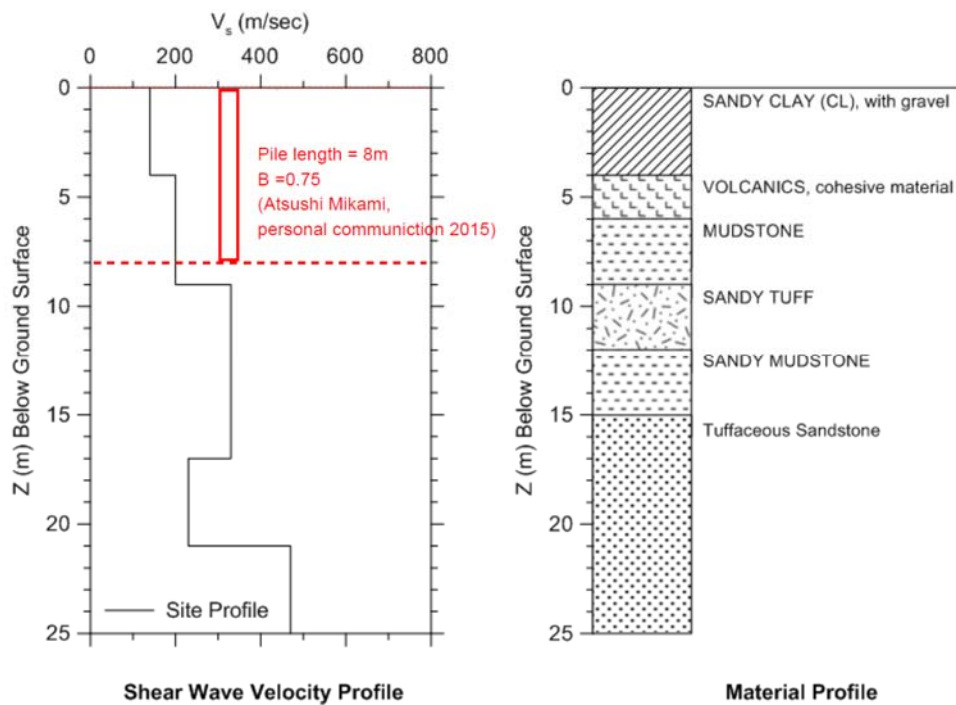 V_s (m/sec)
0 200 400 600 800
0
5
10
15
20
25
Z (m) Below Ground Surface
Pile length = 8m
B =0.75
(Atsushi Mikami,
personal communiction 2015)
Site Profile
Shear Wave Velocity Profile
0
5
10
15
20
25
Z (m) Below Ground Surface
SANDY CLAY (CL), with gravel
VOLCANICS, cohesive material
MUDSTONE
SANDY TUFF
SANDY MUDSTONE
Tuffaceous Sandstone
Material Profile